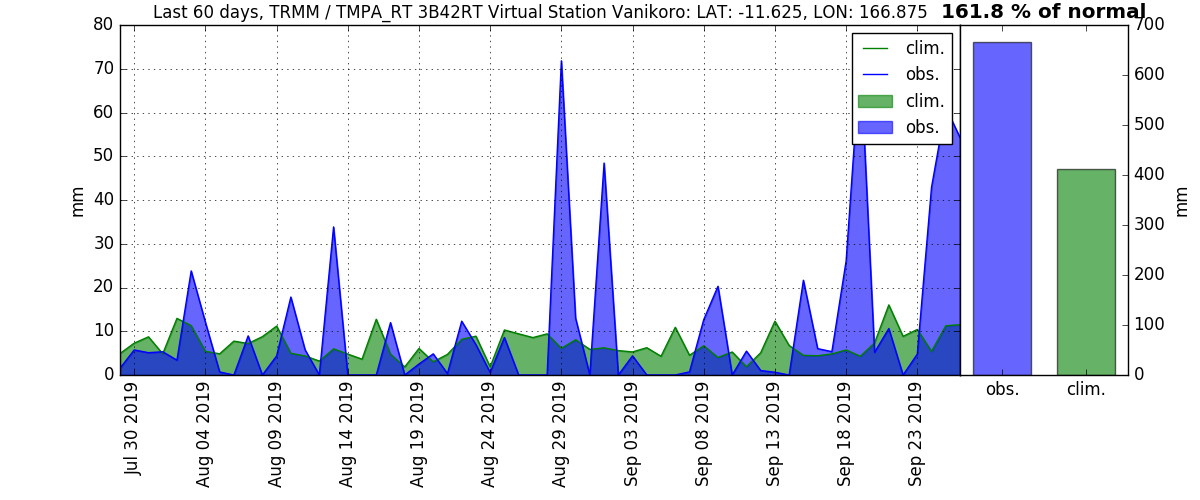 Last 60 days, TRMM / TMPA_RT 3B42RT Virtual Station Vanikoro: LAT: -11.625, LON: 166.875 161.8 % of normal
80
70
60
50
40
30
20
10
0
mm
clim.
obs.
clim.
obs.
700
600
500
400
300
200
100
0
mm
Jul 30 2019
Aug 04 2019
Aug 09 2019
Aug 14 2019
Aug 19 2019
Aug 24 2019
Aug 29 2019
Sep 03 2019
Sep 08 2019
Sep 13 2019
Sep 18 2019
Sep 23 2019
obs.
clim.